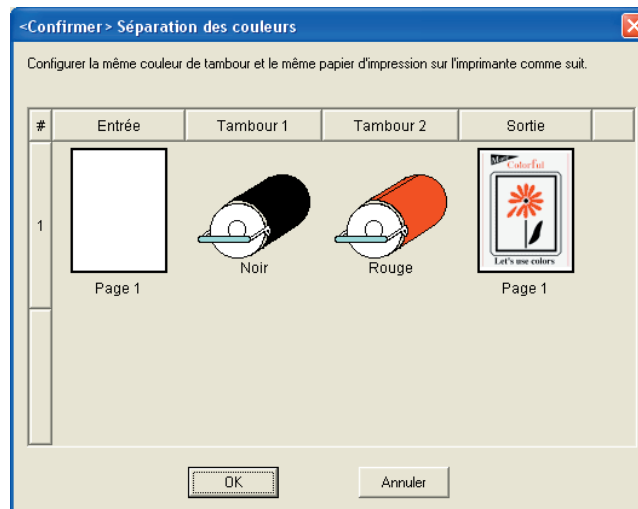 <Confirmer> Séparation des couleurs
Configurer la même couleur de tambour et le même papier d'impression sur l'imprimante comme suit.
# Entrée Tambour 1 Tambour 2 Sortie
Colorful
1
Let's use colors
Noir Rouge
Page 1 Page 1
OK Annuler